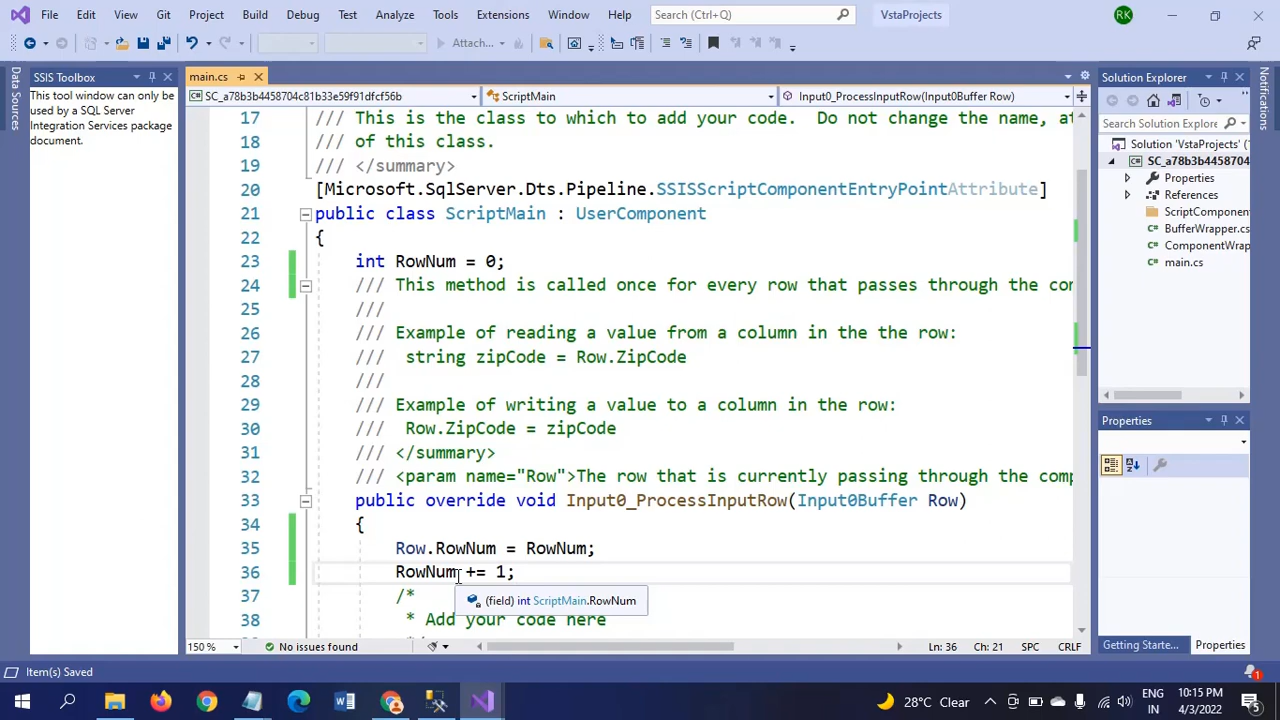 File Edit View Git Project Build Debug Test Analyze Tools Extensions Window Help Search (Ctrl+Q) VstaProjects RK
Attach...
SSIS Toolbox
This tool window can only be
used by a SQL Server
Integration Services package
document.
Data Sources
main.cs
SC_a78b3b4458704c81b33e59f91dfcf56b ScriptMain Input0_ProcessInputRow(Input0Buffer Row)
17 /// This is the class to which to add your code.  Do not change the name, at
18 /// of this class.
19 /// </summary>
20 [Microsoft.SqlServer.Dts.Pipeline.SSISScriptComponentEntryPointAttribute]
21 public class ScriptMain : UserComponent
22 {
23 int RowNum = 0;
24 /// This method is called once for every row that passes through the com
25 ///
26 /// Example of reading a value from a column in the the row:
27 ///  string zipCode = Row.ZipCode
28 ///
29 /// Example of writing a value to a column in the row:
30 ///  Row.ZipCode = zipCode
31 /// </summary>
32 /// <param name="Row">The row that is currently passing through the comp
33 public override void Input0_ProcessInputRow(Input0Buffer Row)
34 {
35 Row.RowNum = RowNum;
36 RowNum += 1;
37 /*
(field) int ScriptMain.RowNum
38 * Add your code here
150 % No issues found Ln: 36 Ch: 21 SPC CRLF
Solution Explorer
Search Solution Explore
Solution 'VstaProjects' (1
SC_a78b3b4458704
Properties
References
ScriptComponent
BufferWrapper.cs
ComponentWrap
main.cs
Properties
Getting Starte... Properties
Notifications
Item(s) Saved
1
28°C Clear
ENG
IN
10:15 PM
4/3/2022
5